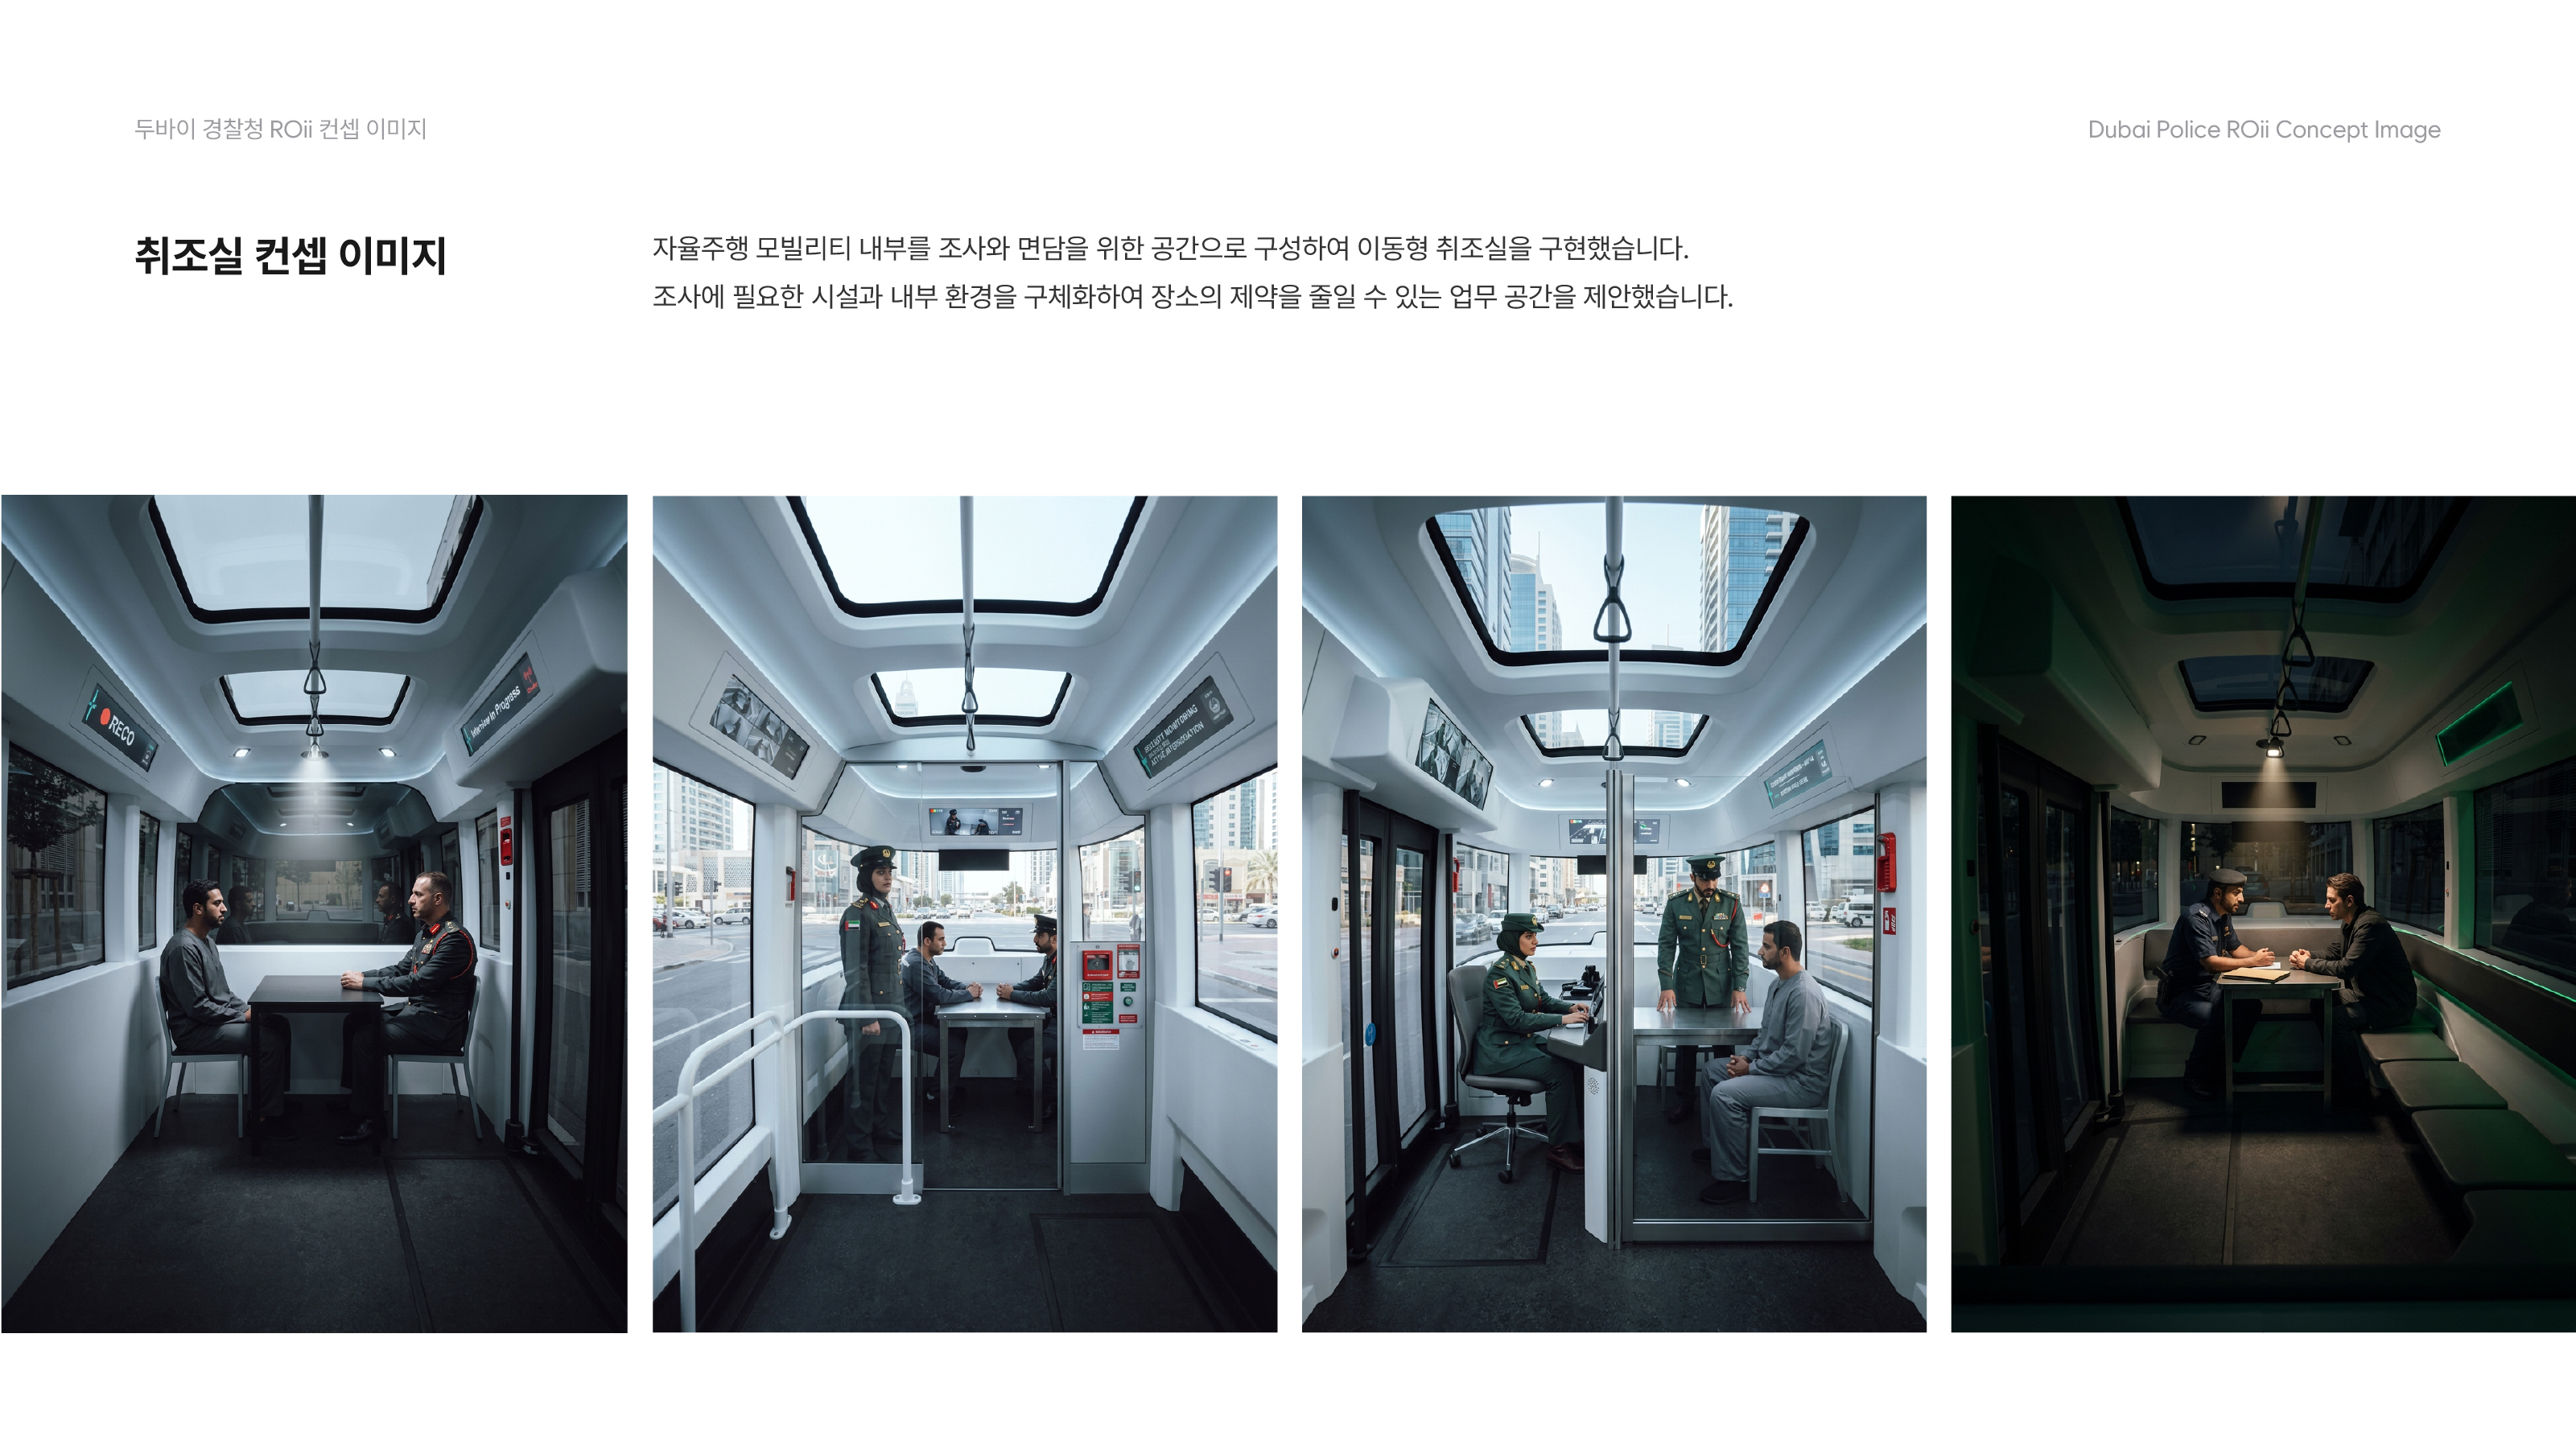 두바이 경찰청 ROii 컨셉 이미지
Dubai Police ROii Concept Image
취조실 컨셉 이미지
자율주행 모빌리티 내부를 조사와 면담을 위한 공간으로 구성하여 이동형 취조실을 구현했습니다.
조사에 필요한 시설과 내부 환경을 구체화하여 장소의 제약을 줄일 수 있는 업무 공간을 제안했습니다.
RECO
Interview in Progress